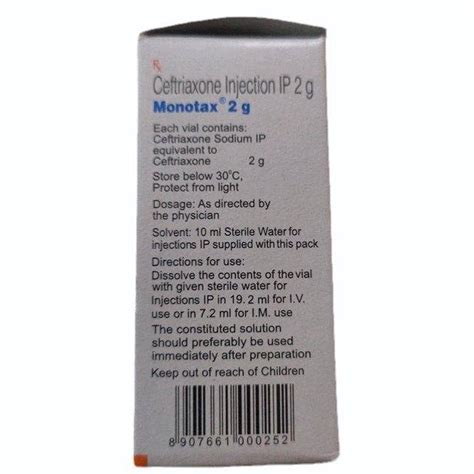 Rx
Ceftriaxone Injection IP 2 g
Monotax® 2 g
Each vial contains:
Ceftriaxone Sodium IP
equivalent to
Ceftriaxone 2 g
Store below 30°C,
Protect from light
Dosage: As directed by
the physician
Solvent: 10 ml Sterile Water for
injections IP supplied with this pack
Directions for use:
Dissolve the contents of the vial
with given sterile water for
Injections IP in 19. 2 ml for I.V.
use or in 7.2 ml for I.M. use
The constituted solution
should preferably be used
immediately after preparation
Keep out of reach of Children
8 907661 000252